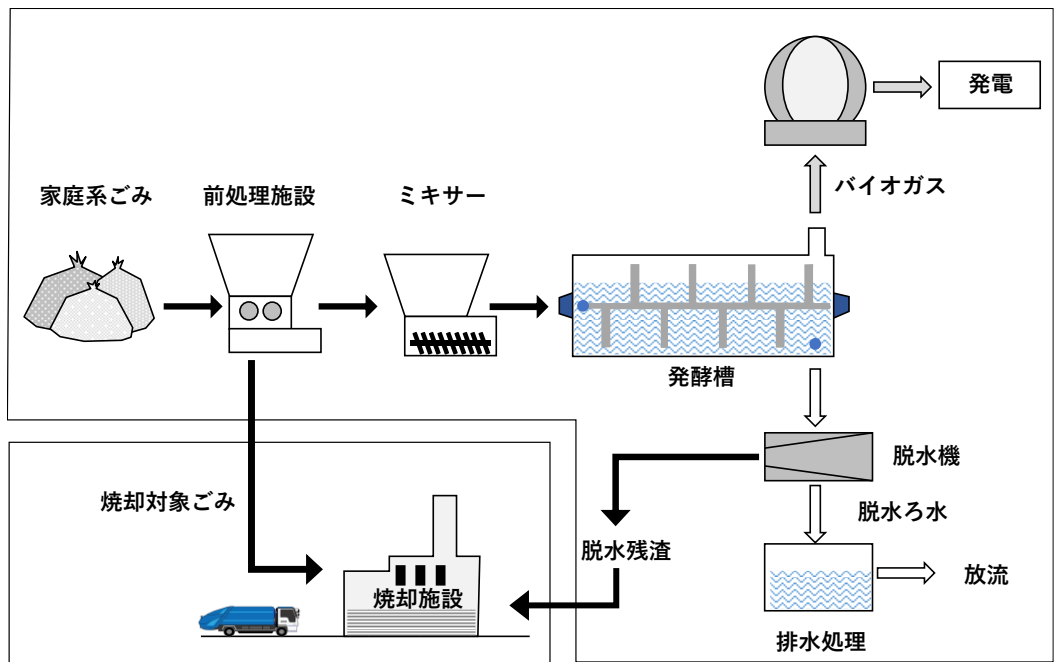 発電
バイオガス
家庭系ごみ
前処理施設
ミキサー
発酵槽
脱水機
焼却対象ごみ
脱水ろ水
脱水残渣
放流
焼却施設
排水処理